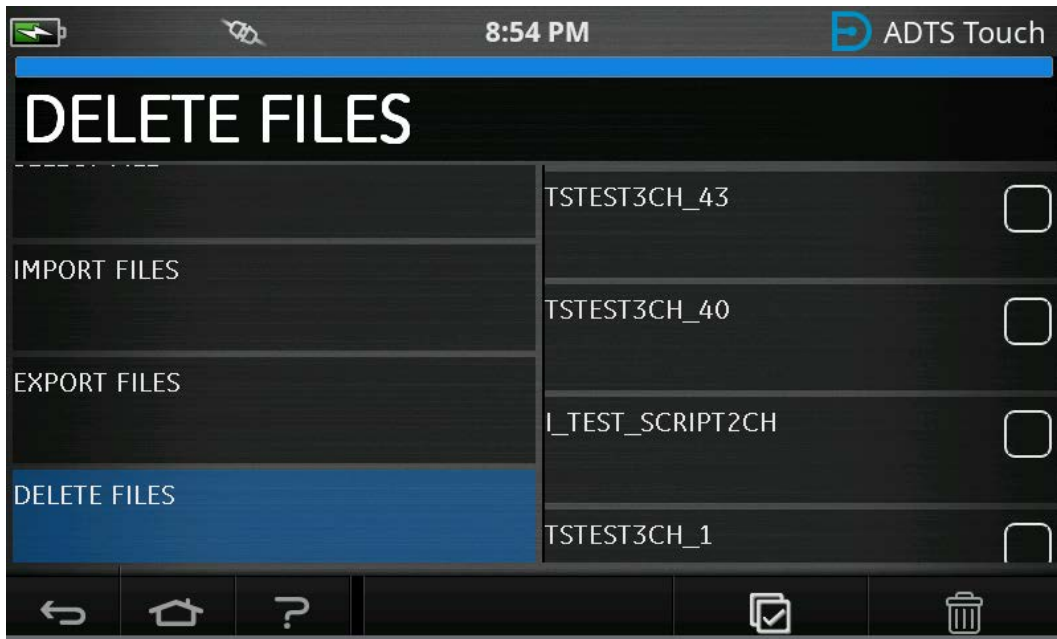 8:54 PM
ADTS Touch
DELETE FILES
IMPORT FILES
EXPORT FILES
DELETE FILES
TSTEST3CH_43
TSTEST3CH_40
I_TEST_SCRIPT2CH
TSTEST3CH_1